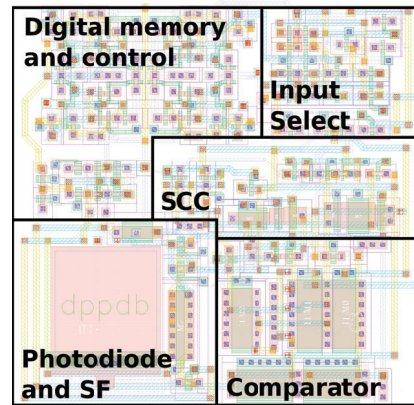 Digital memory
and control
Input
Select
SCC
dppdb
Photodiode
and SF
Comparator